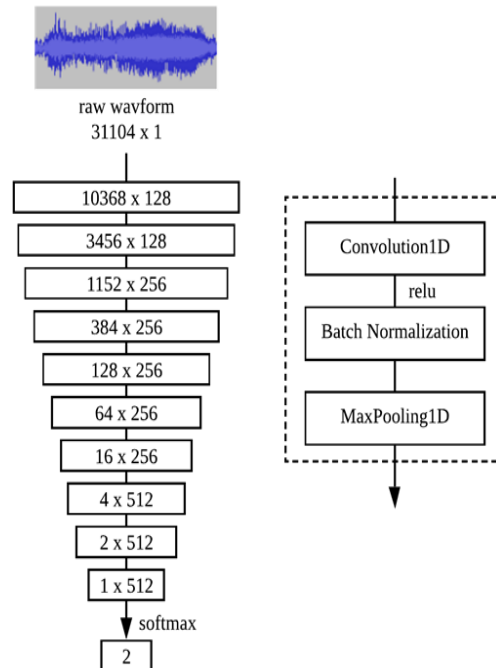 raw wavform
31104 x 1
10368 x 128
3456 x 128
1152 x 256
384 x 256
128 x 256
64 x 256
16 x 256
4 x 512
2 x 512
1 x 512
softmax
2
Convolution1D
relu
Batch Normalization
MaxPooling1D